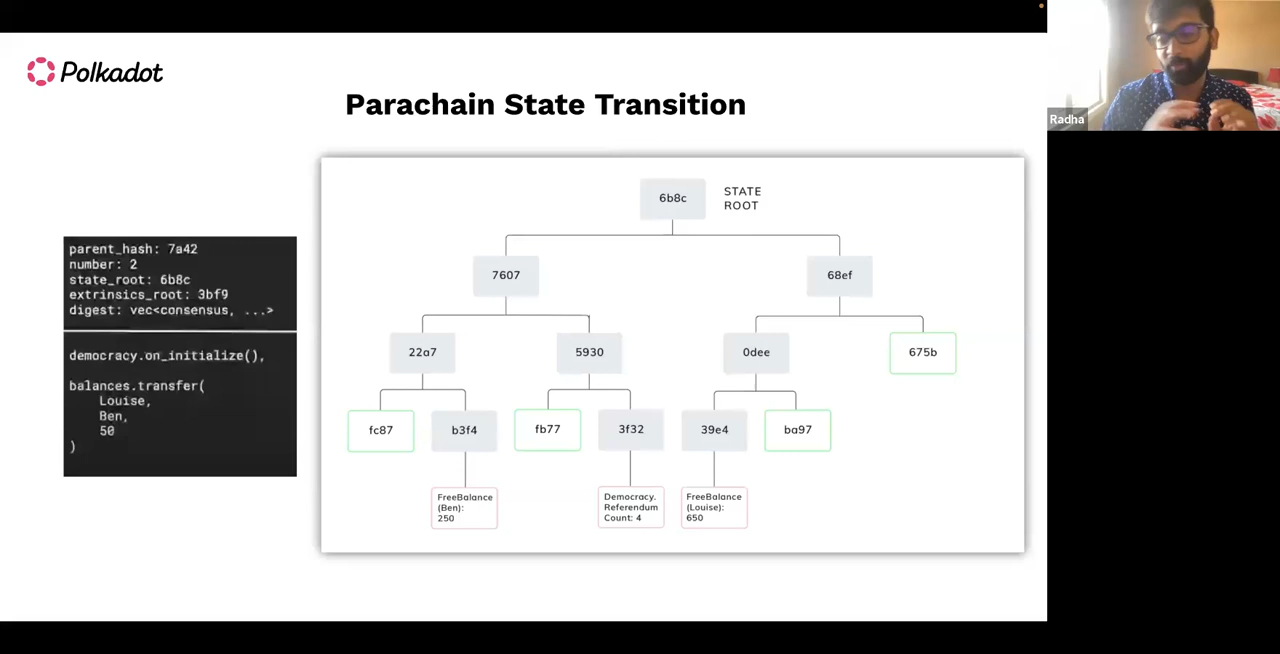 Polkadot
Parachain State Transition
Radha
parent_hash: 7a42
number: 2
state_root: 6b8c
extrinsics_root: 3bf9
digest: vec<consensus, ...>
democracy.on_initialize(),
balances.transfer(
Louise,
Ben,
50
)
6b8c
STATE
ROOT
7607
68ef
22a7
5930
0dee
675b
fc87
b3f4
fb77
3f32
39e4
ba97
FreeBalance
(Ben):
250
Democracy.
Referendum
Count: 4
FreeBalance
(Louise):
650